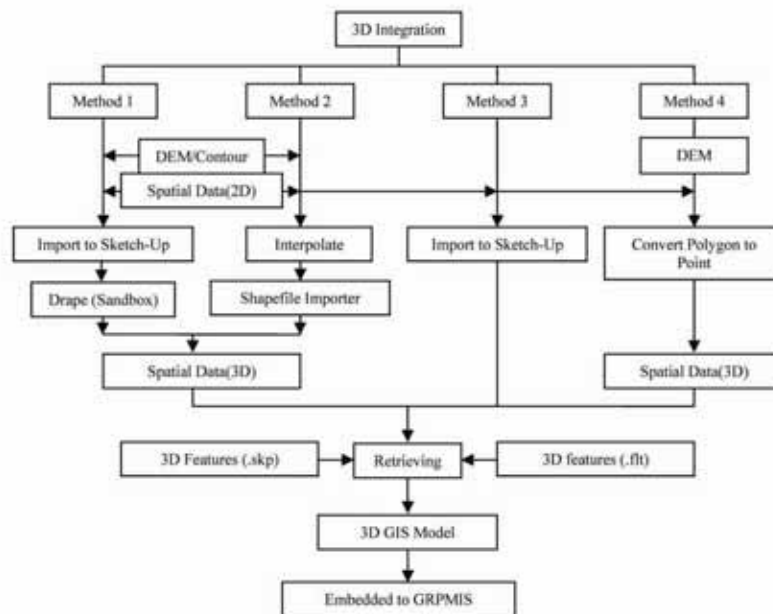 3D Integration
Method 1
Method 2
Method 3
Method 4
DEM/Contour
DEM
Spatial Data(2D)
Import to Sketch-Up
Interpolate
Import to Sketch-Up
Convert Polygon to
Point
Drape (Sandbox)
Shapefile Importer
Spatial Data(3D)
Spatial Data(3D)
3D Features (.skp)
Retrieving
3D features (.flt)
3D GIS Model
Embedded to GRPMIS